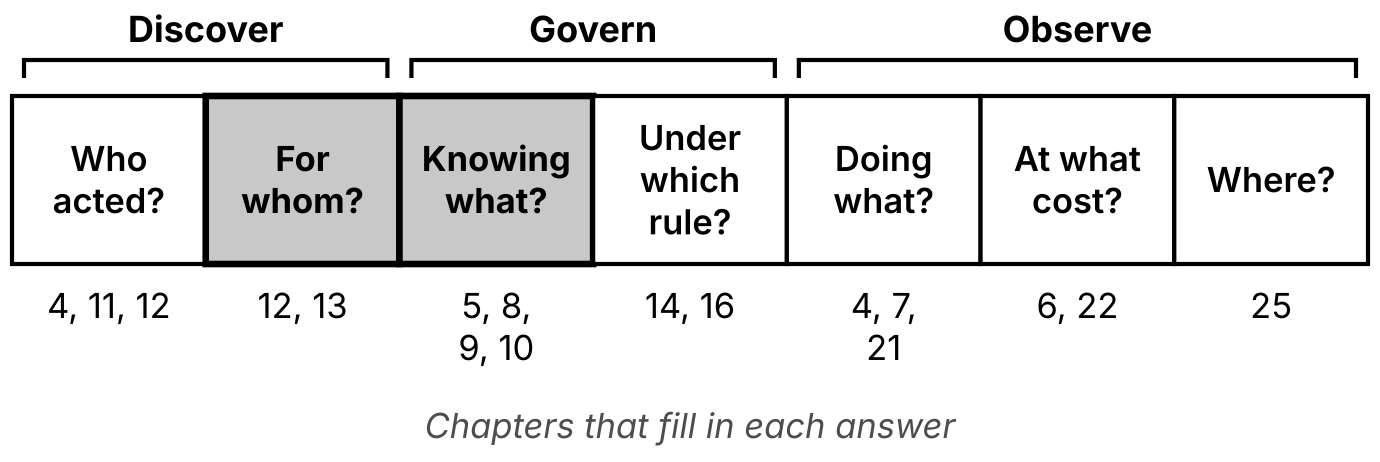 Discover
Govern
Observe
Who
acted?
For
whom?
Knowing
what?
Under
which
rule?
Doing
what?
At what
cost?
Where?
4, 11, 12
12, 13
5, 8,
9, 10
14, 16
4, 7,
21
6, 22
25
Chapters that fill in each answer